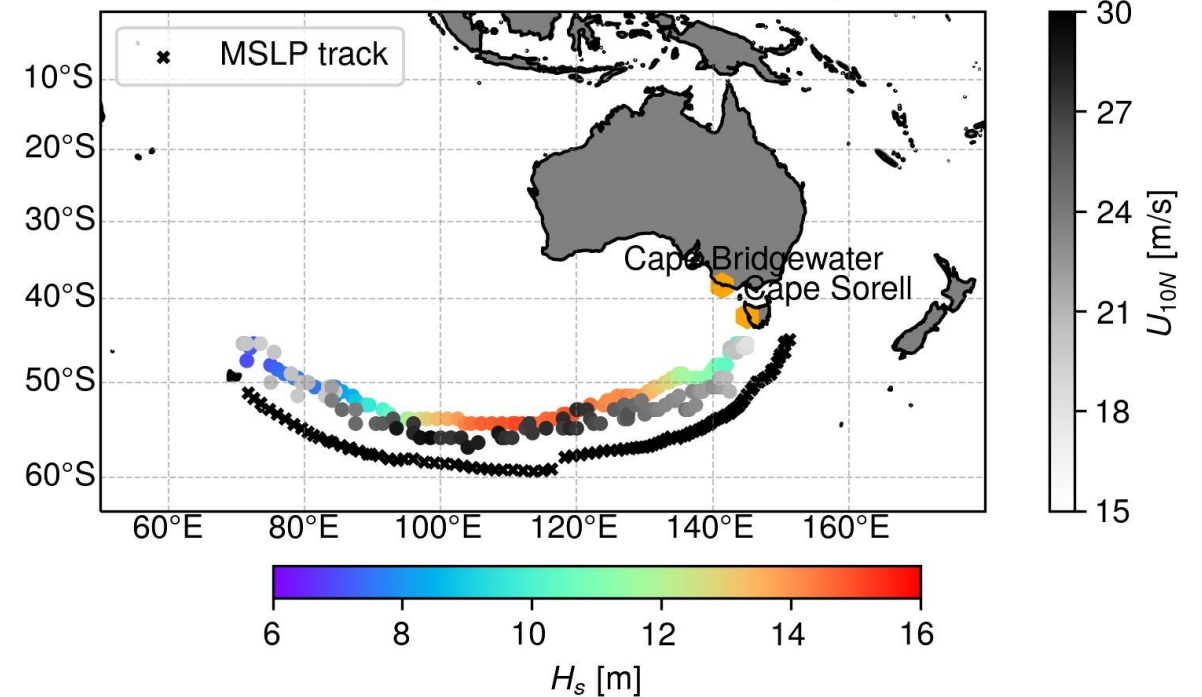 MSLP track
10°S
20°S
30°S
40°S
50°S
60°S
Cape Bridgewater
Cape Sorell
60°E 80°E 100°E 120°E 140°E 160°E
30
27
24
21
18
15
U10N [m/s]
6 8 10 12 14 16
Hs [m]